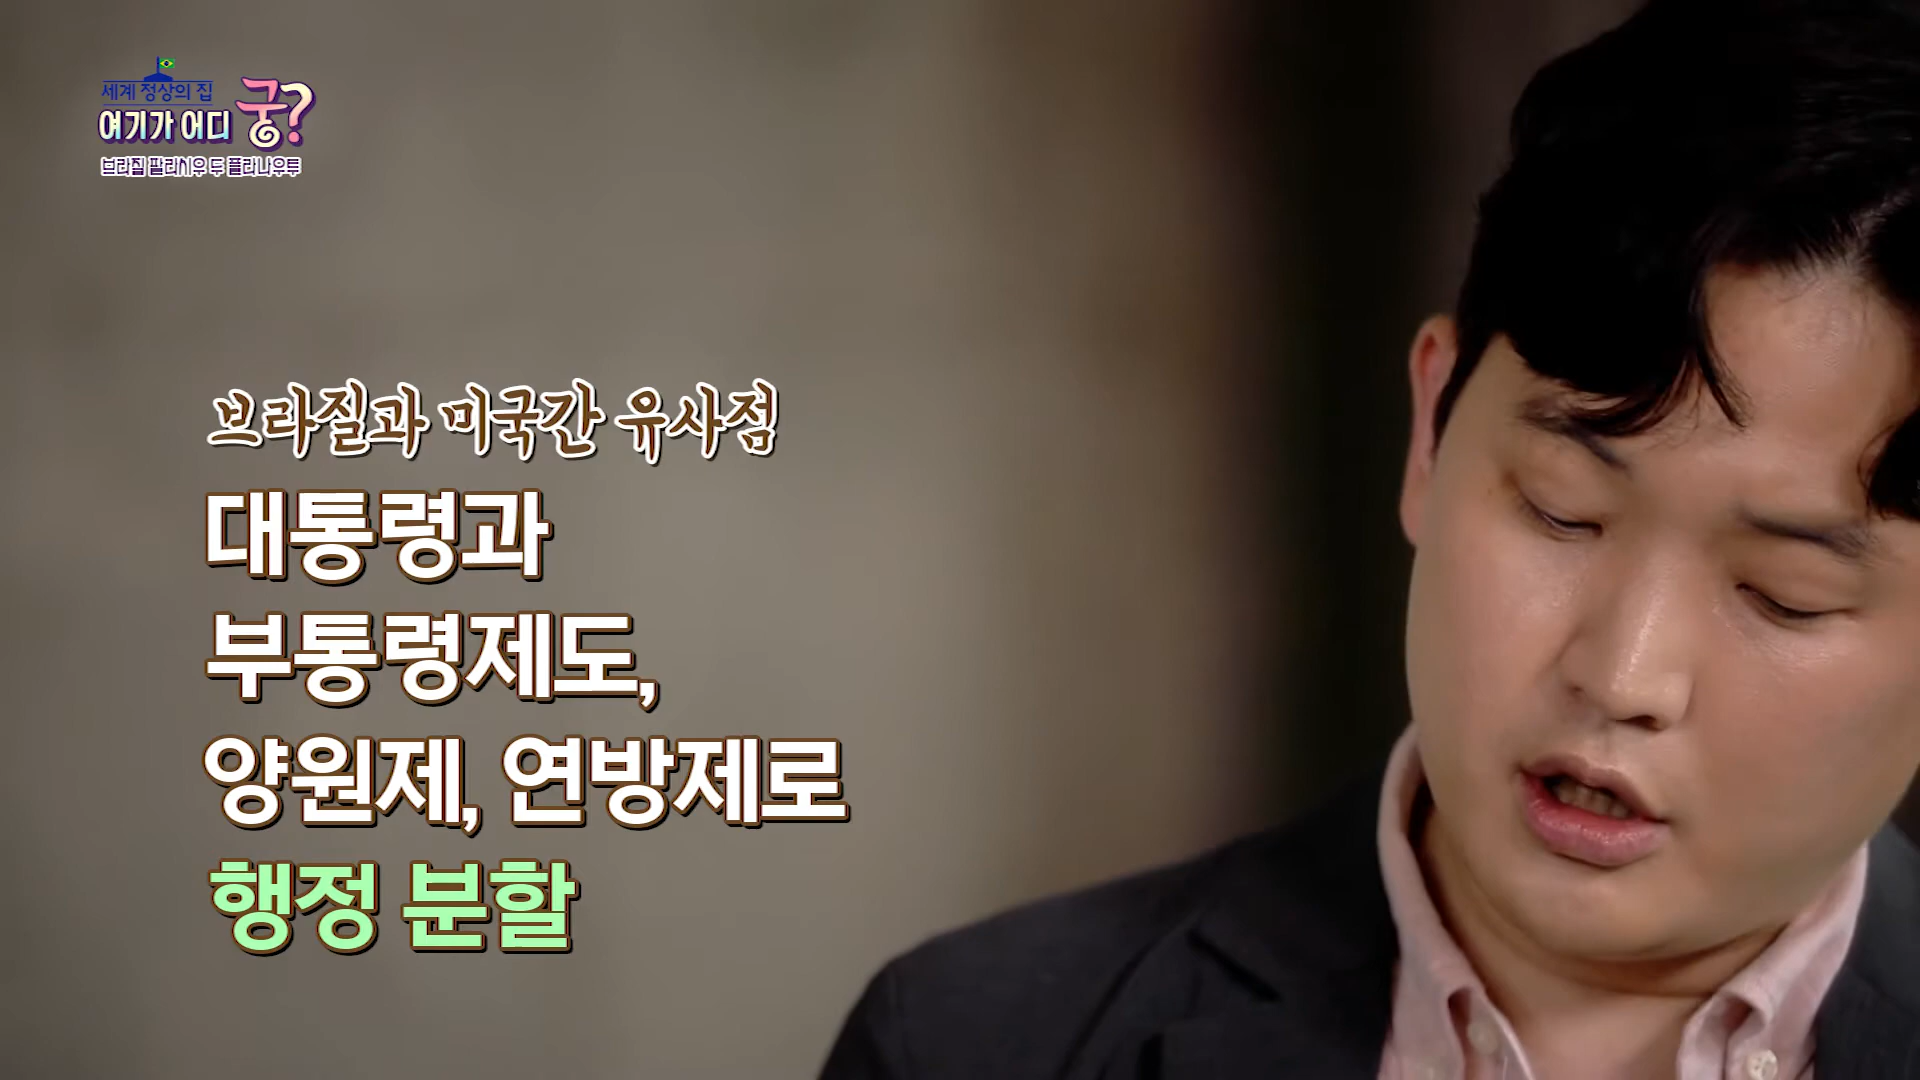 세계 정상의 집
여기가 어디 궁?
브라질 팔라시우 두 플라나우투
브라질과 미국간 유사점
대통령과
부통령제도,
양원제, 연방제로
행정 분할